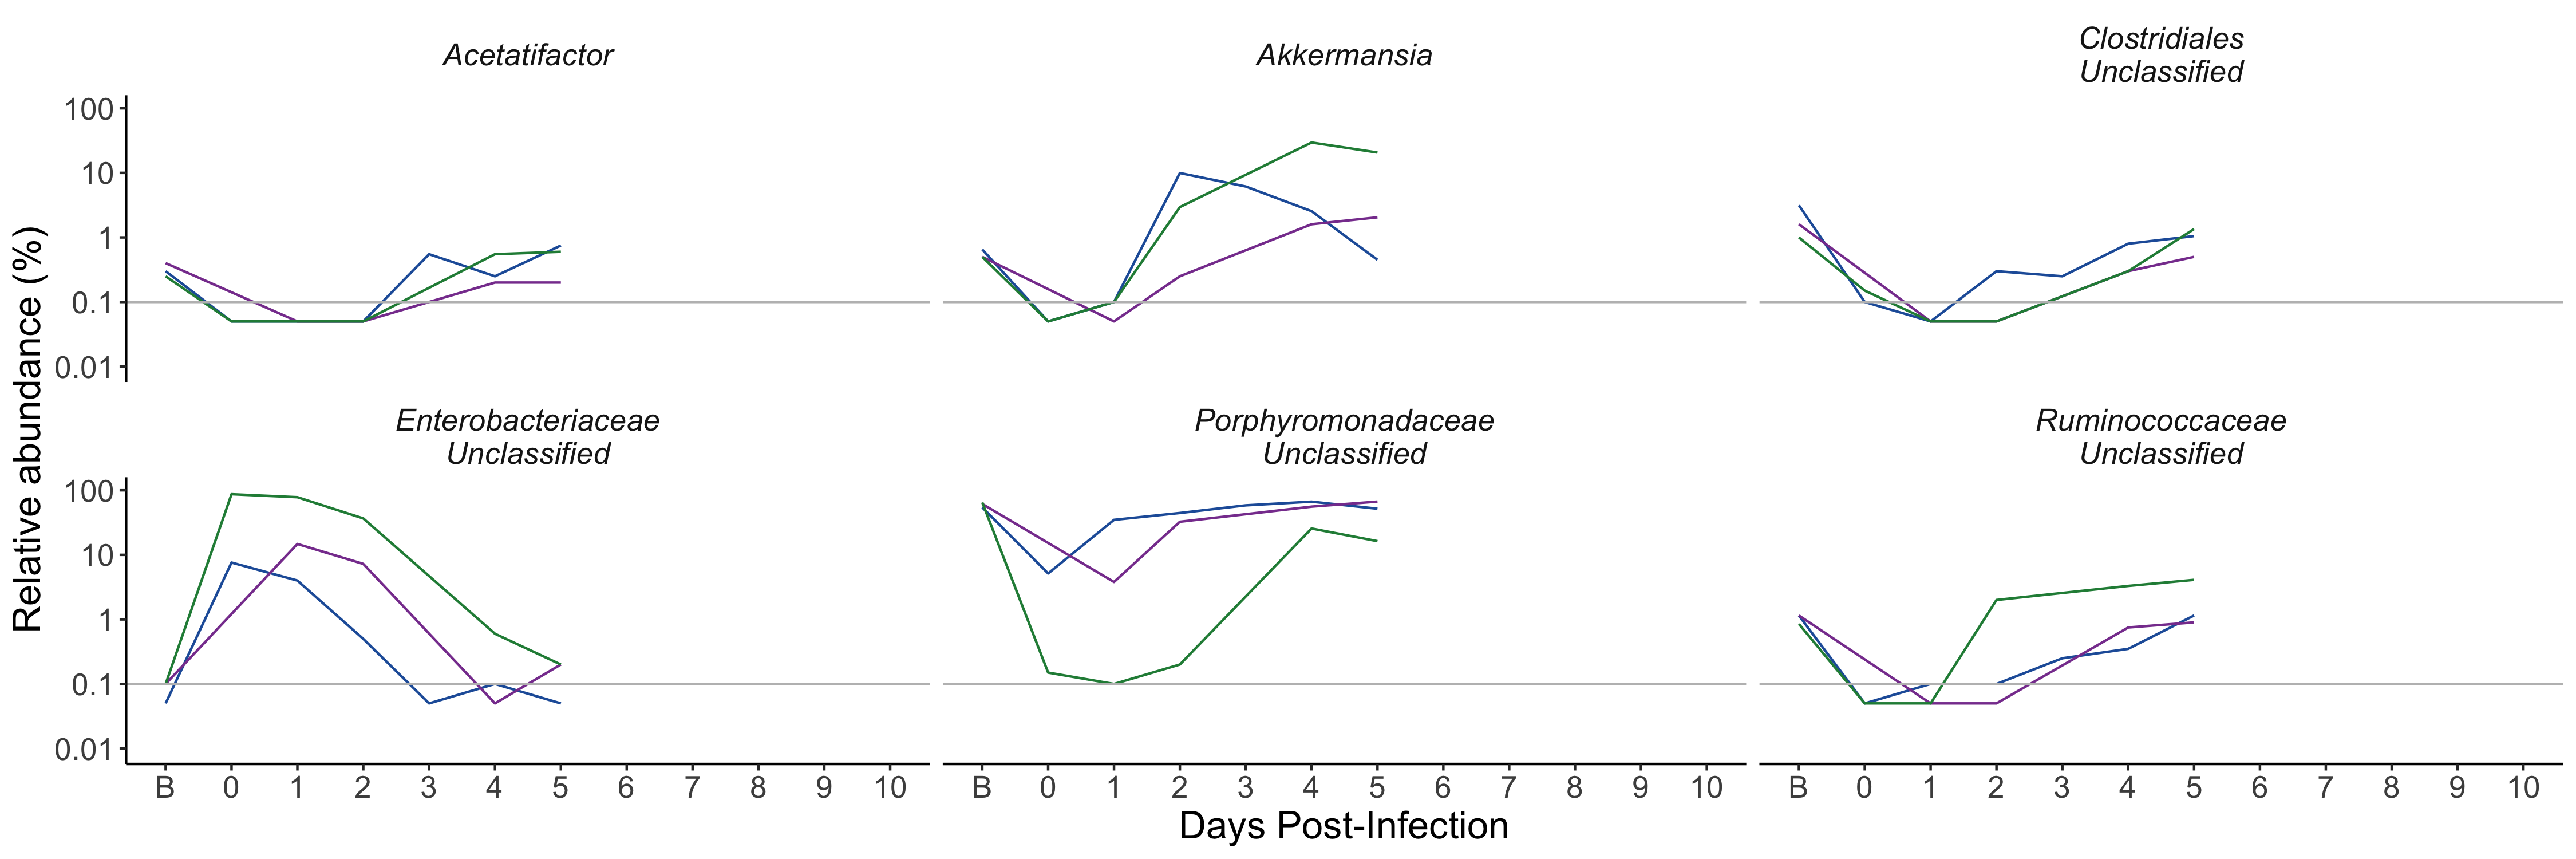 Acetatifactor
Akkermansia
Clostridiales
Unclassified
100
10
1
0.1
0.01
Enterobacteriaceae
Unclassified
Porphyromonadaceae
Unclassified
Ruminococcaceae
Unclassified
100
10
1
0.1
0.01
Relative abundance (%)
B 0 1 2 3 4 5 6 7 8 9 10
B 0 1 2 3 4 5 6 7 8 9 10
B 0 1 2 3 4 5 6 7 8 9 10
Days Post-Infection